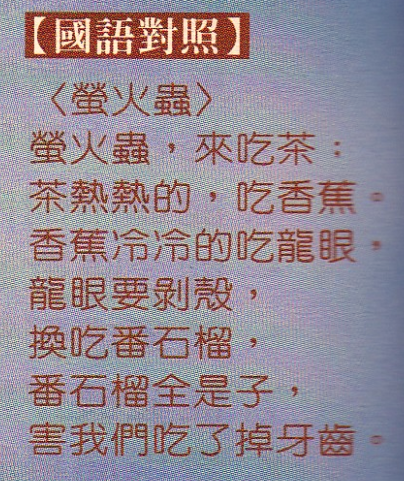 【國語對照】
〈螢火蟲〉
螢火蟲，來吃茶：
茶熱熱的，吃香蕉。
香蕉冷冷的吃龍眼，
龍眼要剝殼，
換吃番石榴，
番石榴全是子，
害我們吃了掉牙齒。